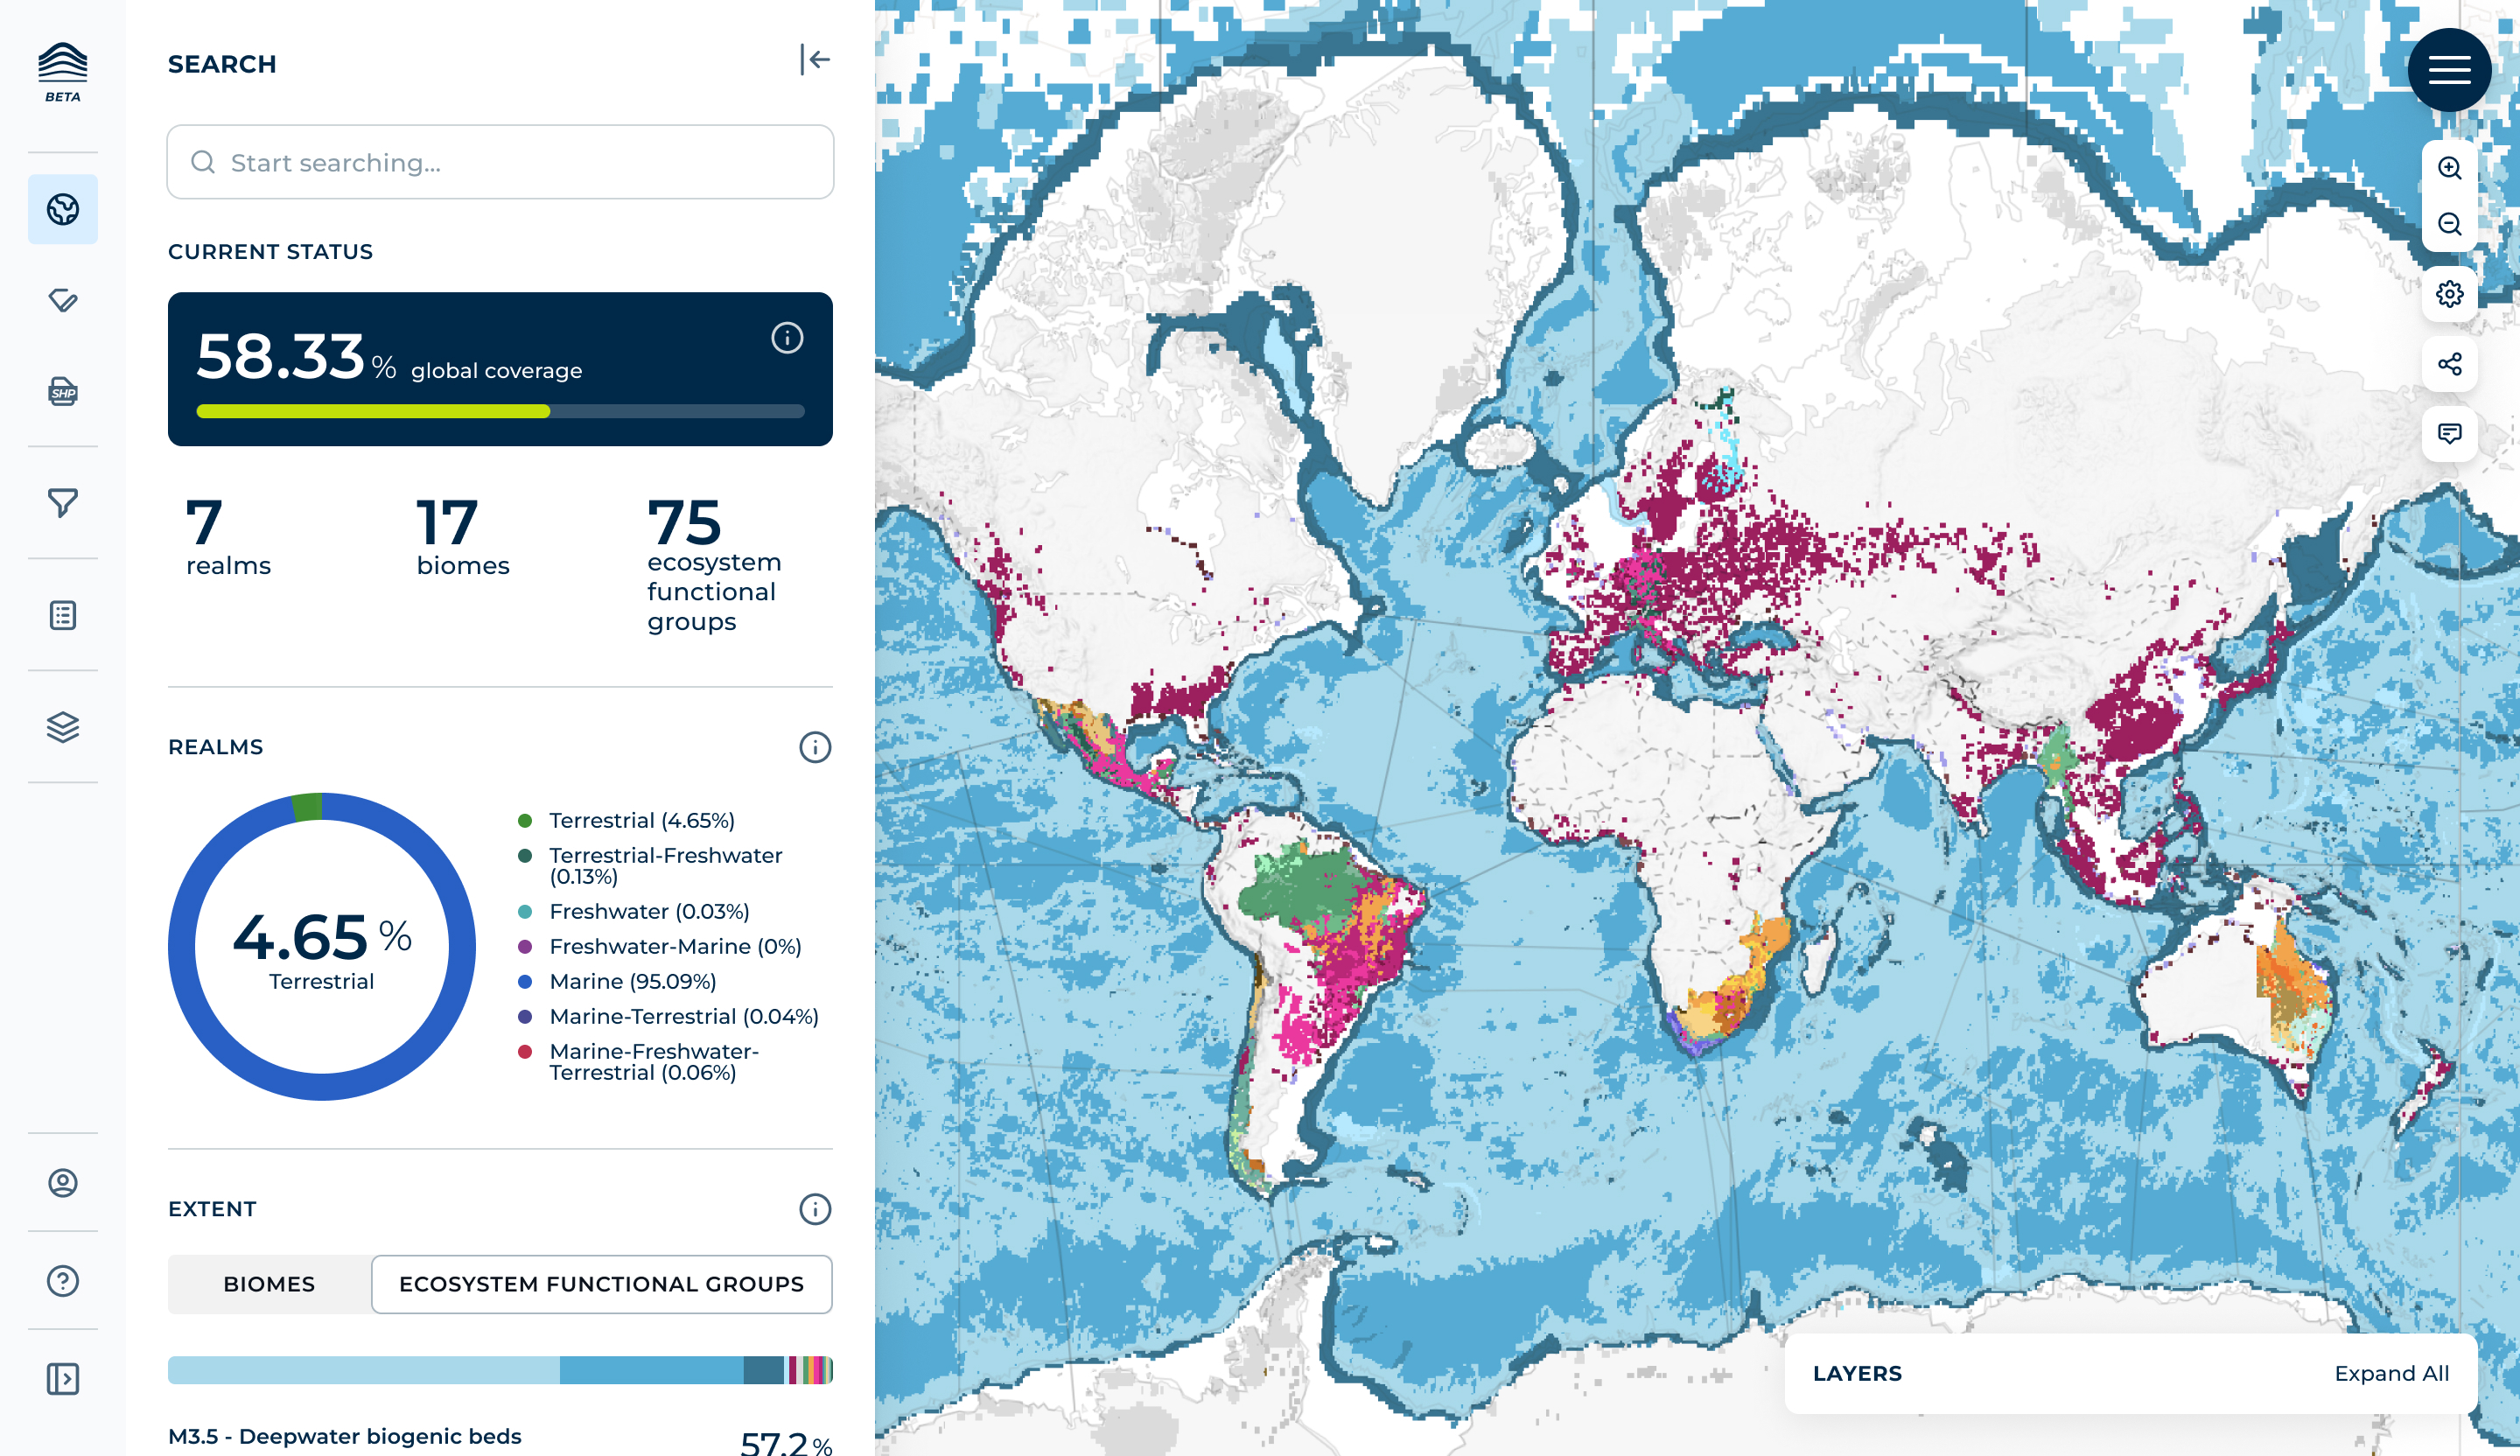 BETA
SHP
SEARCH
Start searching...
CURRENT STATUS
58.33 % global coverage
7
realms
17
biomes
75
ecosystem
functional
groups
REALMS
4.65 %
Terrestrial
Terrestrial (4.65%)
Terrestrial-Freshwater
(0.13%)
Freshwater (0.03%)
Freshwater-Marine (0%)
Marine (95.09%)
Marine-Terrestrial (0.04%)
Marine-Freshwater-
Terrestrial (0.06%)
EXTENT
BIOMES
ECOSYSTEM FUNCTIONAL GROUPS
M3.5 - Deepwater biogenic beds
57.2 %
LAYERS
Expand All